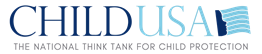 CHILDUSA
THE NATIONAL THINK TANK FOR CHILD PROTECTION